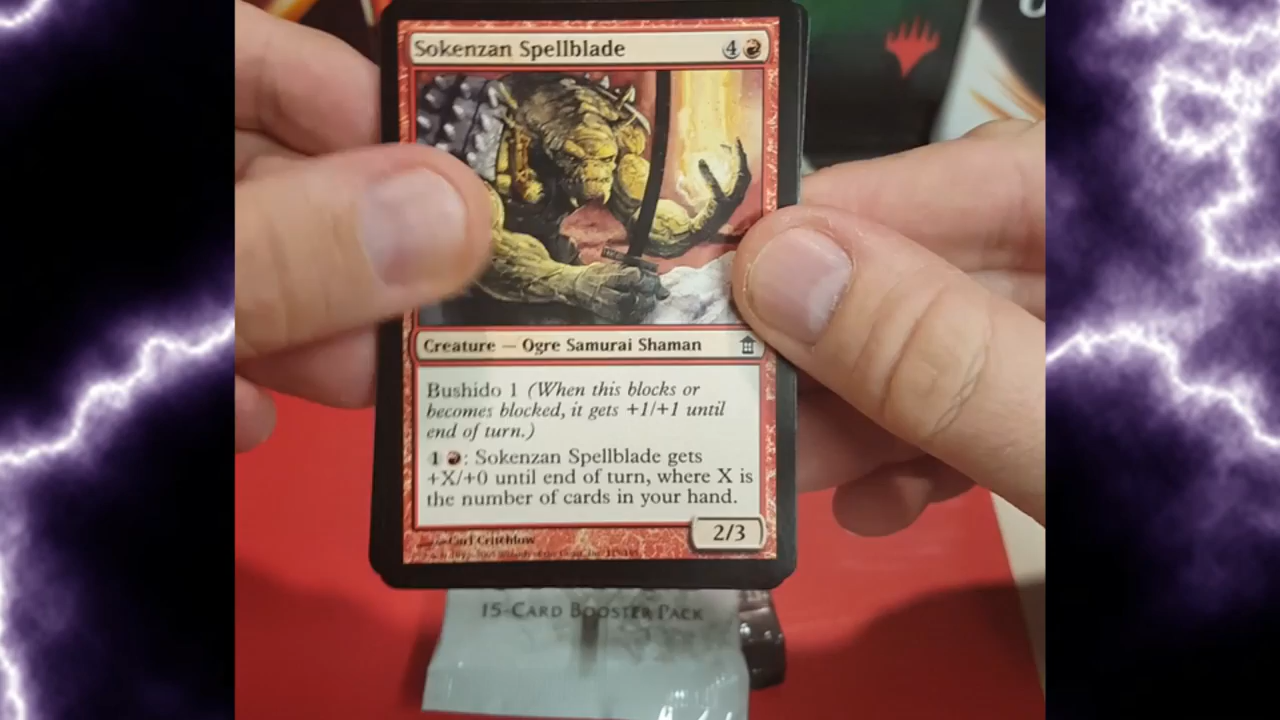 Sokenzan Spellblade 4
Creature — Ogre Samurai Shaman
Bushido 1 (When this blocks or
becomes blocked, it gets +1/+1 until
end of turn.)
1 : Sokenzan Spellblade gets
+X/+0 until end of turn, where X is
the number of cards in your hand.
2/3
Carl Critchlow
15-Card Booster Pack